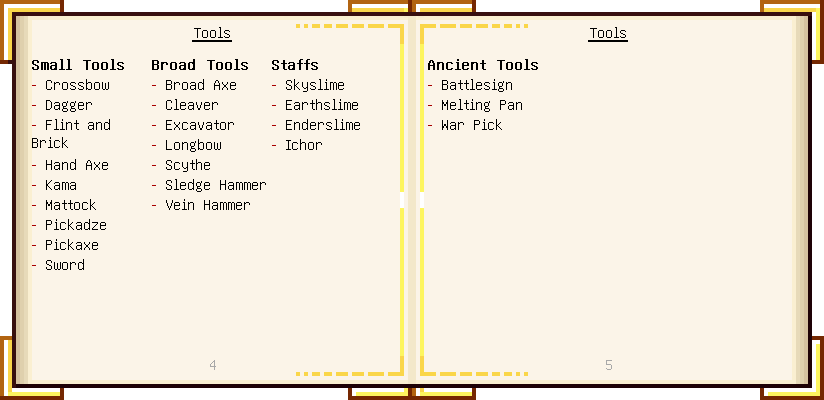 Tools
Small Tools
- Crossbow
- Dagger
- Flint and
Brick
- Hand Axe
- Kama
- Mattock
- Pickadze
- Pickaxe
- Sword
Broad Tools
- Broad Axe
- Cleaver
- Excavator
- Longbow
- Scythe
- Sledge Hammer
- Vein Hammer
Staffs
- Skyslime
- Earthslime
- Enderslime
- Ichor
4
Tools
Ancient Tools
- Battlesign
- Melting Pan
- War Pick
5